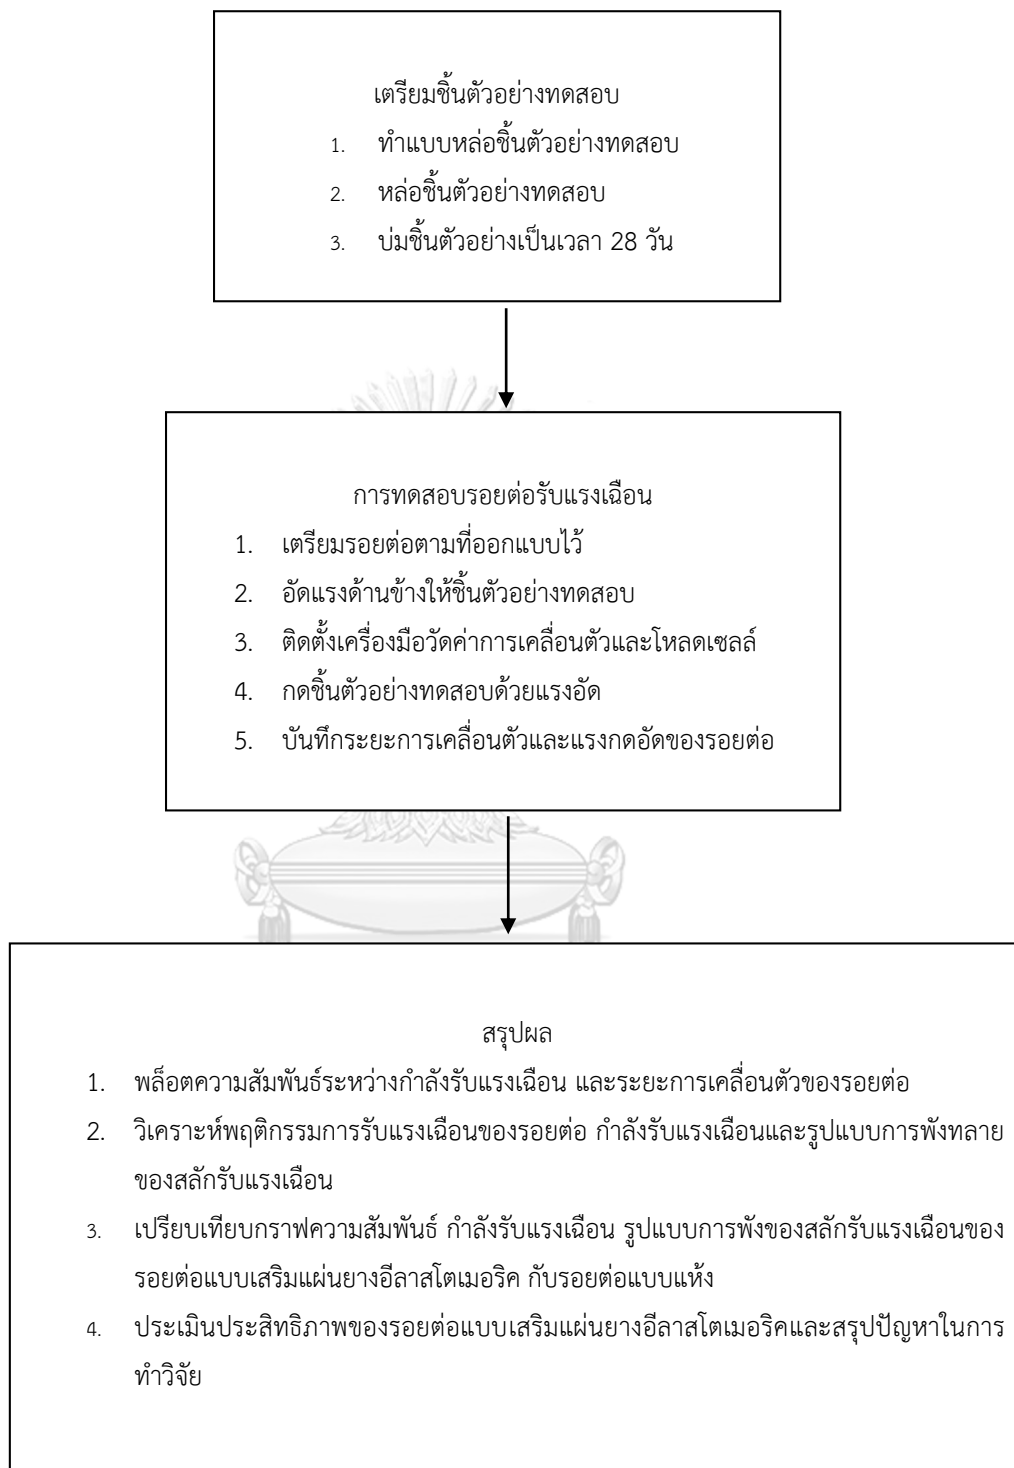 เตรียมชิ้นตัวอย่างทดสอบ
1. ทำแบบหล่อชิ้นตัวอย่างทดสอบ
2. หล่อชิ้นตัวอย่างทดสอบ
3. บ่มชิ้นตัวอย่างเป็นเวลา 28 วัน
การทดสอบรอยต่อรับแรงเฉือน
1. เตรียมรอยต่อตามที่ออกแบบไว้
2. อัดแรงด้านข้างให้ชิ้นตัวอย่างทดสอบ
3. ติดตั้งเครื่องมือวัดค่าการเคลื่อนตัวและโหลดเซลล์
4. กดชิ้นตัวอย่างทดสอบด้วยแรงอัด
5. บันทึกระยะการเคลื่อนตัวและแรงกดอัดของรอยต่อ
สรุปผล
1. พล็อตความสัมพันธ์ระหว่างกำลังรับแรงเฉือน และระยะการเคลื่อนตัวของรอยต่อ
2. วิเคราะห์พฤติกรรมการรับแรงเฉือนของรอยต่อ กำลังรับแรงเฉือนและรูปแบบการพังทลาย
ของสลักรับแรงเฉือน
3. เปรียบเทียบกราฟความสัมพันธ์ กำลังรับแรงเฉือน รูปแบบการพังของสลักรับแรงเฉือนของ
รอยต่อแบบเสริมแผ่นยางอีลาสโตเมอริค กับรอยต่อแบบแห้ง
4. ประเมินประสิทธิภาพของรอยต่อแบบเสริมแผ่นยางอีลาสโตเมอริคและสรุปปัญหาในการ
ทำวิจัย